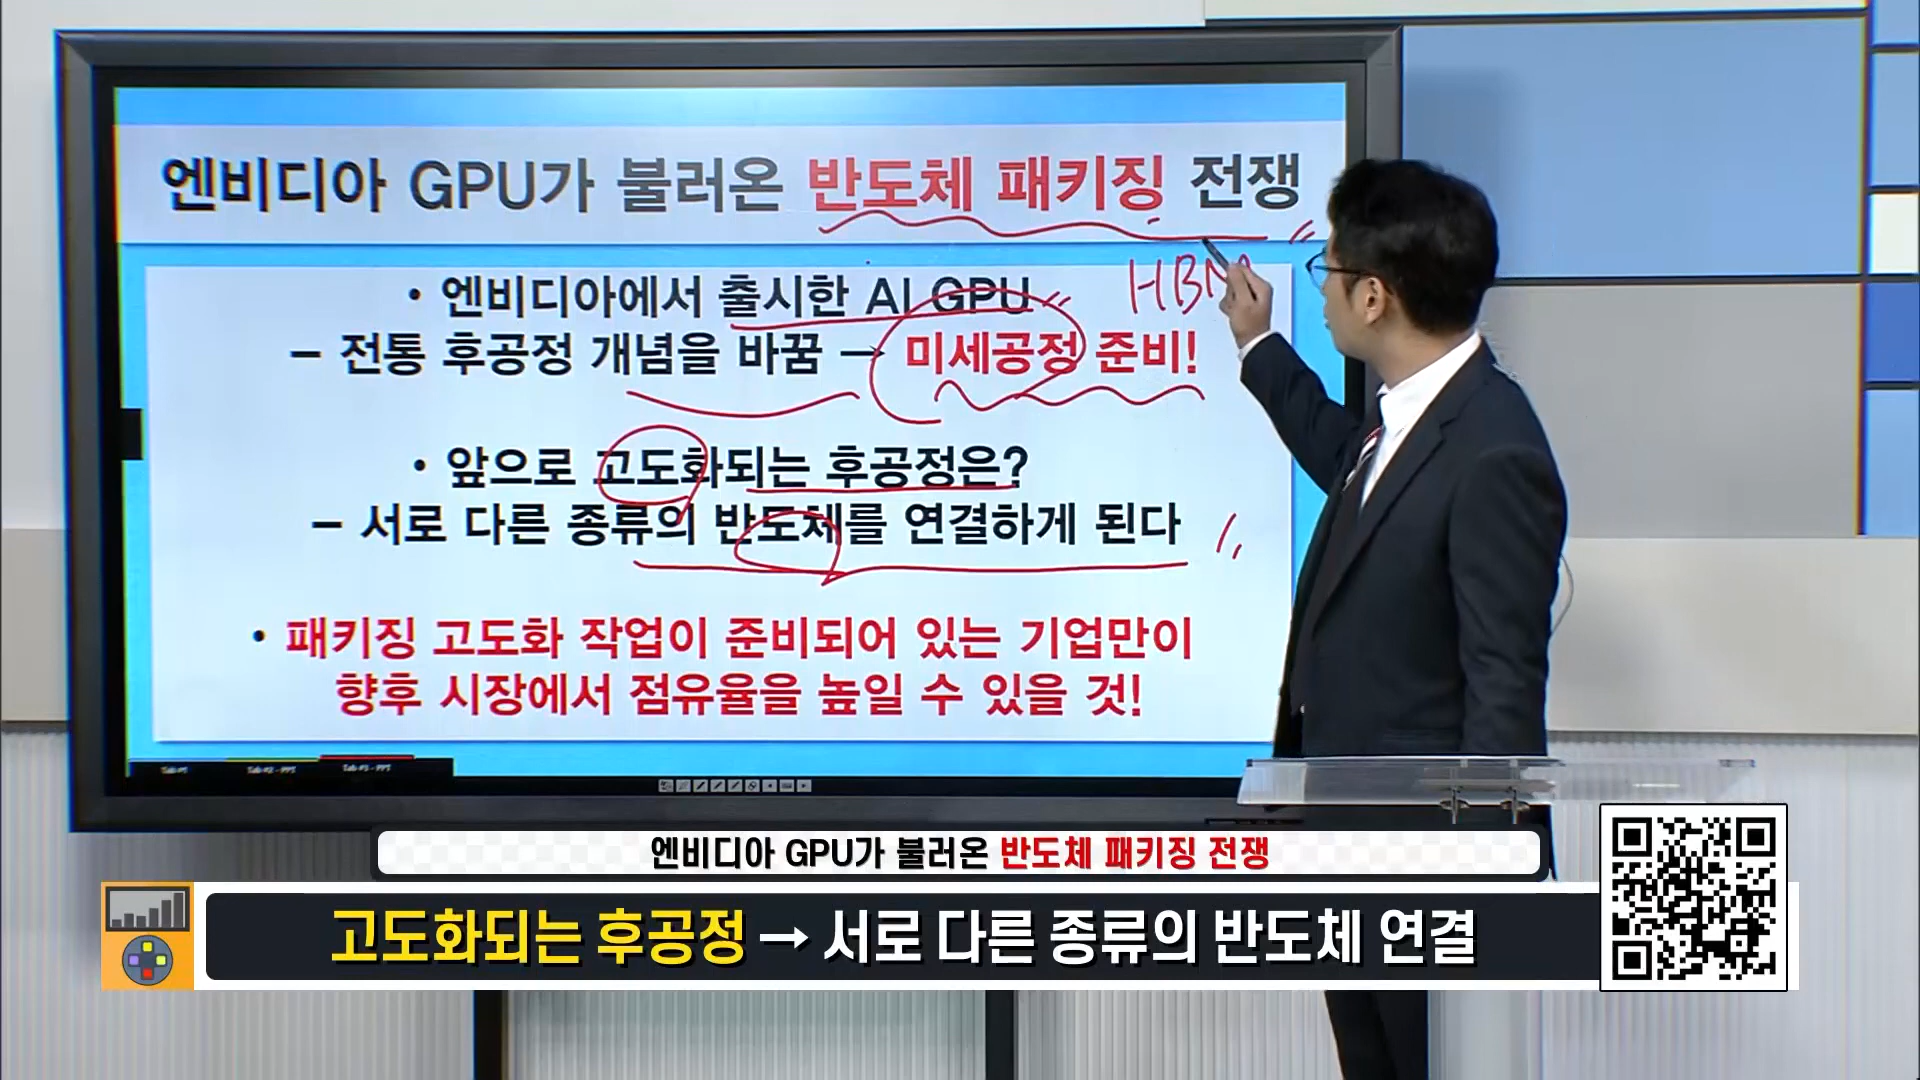 엔비디아 GPU가 불러온 반도체 패키징 전쟁
HBM
• 엔비디아에서 출시한 AI GPU
– 전통 후공정 개념을 바꿈 → 미세공정 준비!
• 앞으로 고도화되는 후공정은?
– 서로 다른 종류의 반도체를 연결하게 된다
• 패키징 고도화 작업이 준비되어 있는 기업만이
향후 시장에서 점유율을 높일 수 있을 것!
엔비디아 GPU가 불러온 반도체 패키징 전쟁
고도화되는 후공정 → 서로 다른 종류의 반도체 연결